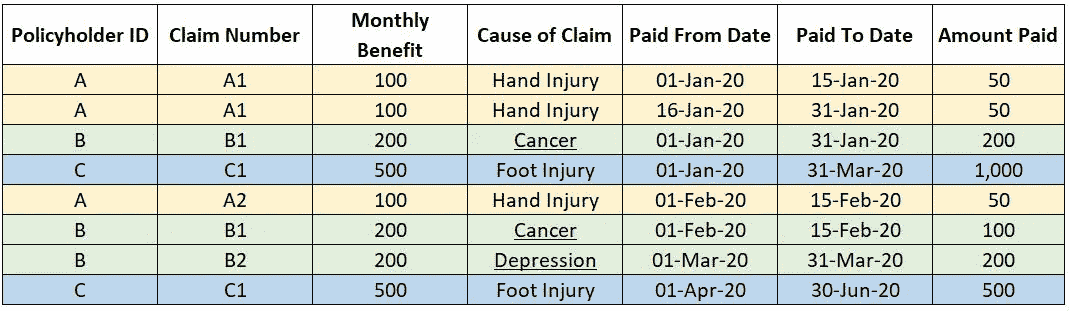 Policyholder ID Claim Number Monthly Benefit Cause of Claim Paid From Date Paid To Date Amount Paid
A A1 100 Hand Injury 01-Jan-20 15-Jan-20 50
A A1 100 Hand Injury 16-Jan-20 31-Jan-20 50
B B1 200 Cancer 01-Jan-20 31-Jan-20 200
C C1 500 Foot Injury 01-Jan-20 31-Mar-20 1,000
A A2 100 Hand Injury 01-Feb-20 15-Feb-20 50
B B1 200 Cancer 01-Feb-20 15-Feb-20 100
B B2 200 Depression 01-Mar-20 31-Mar-20 200
C C1 500 Foot Injury 01-Apr-20 30-Jun-20 500